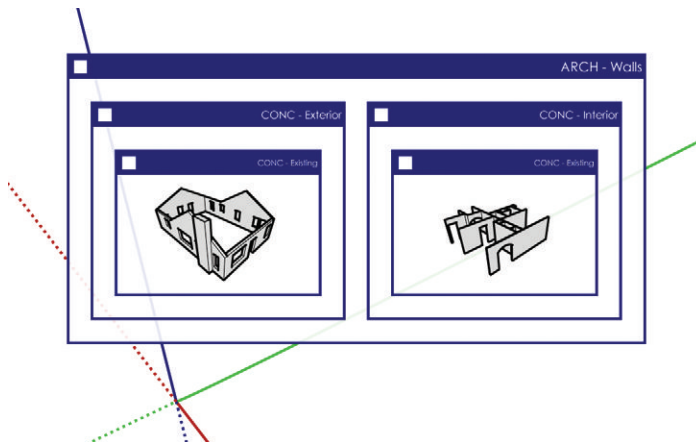 ARCH - Walls
CONC - Exterior
CONC - Interior
CONC - Existing
CONC - Existing